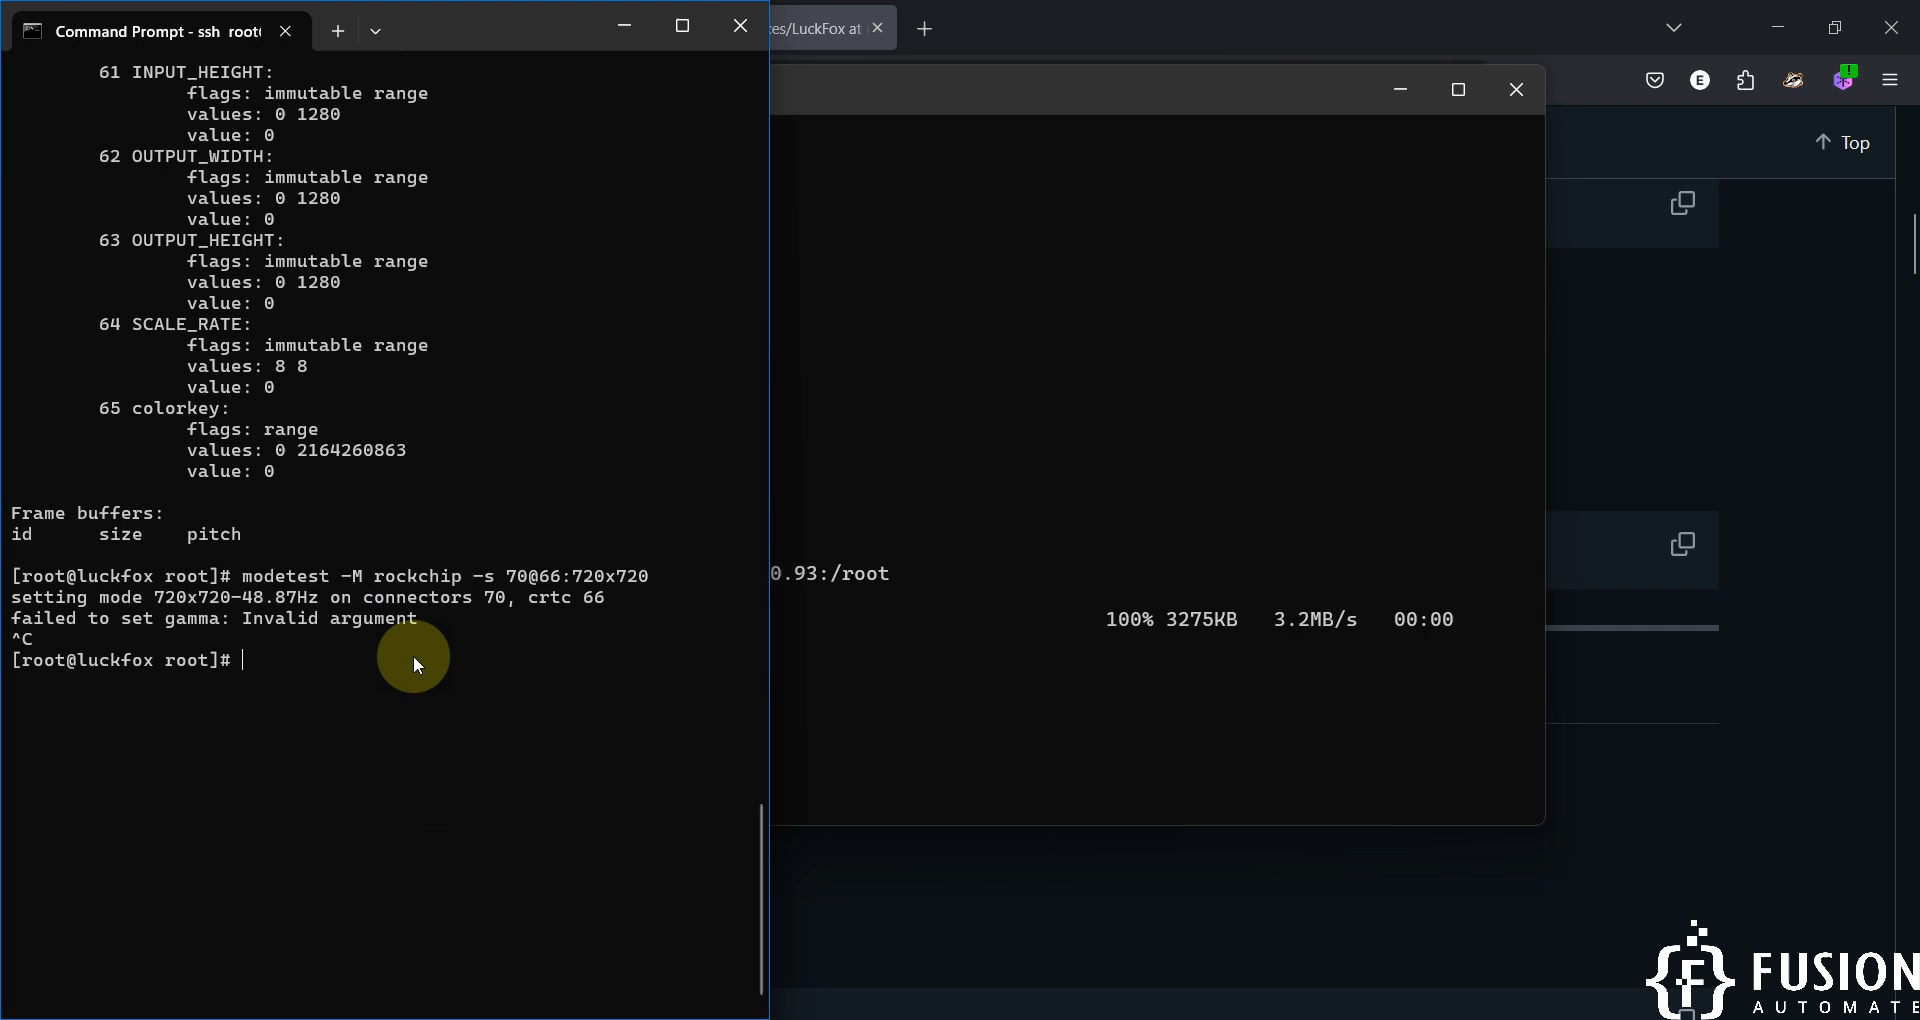 Command Prompt - ssh root(
61 INPUT_HEIGHT:
flags: immutable range
values: 0 1280
value: 0
62 OUTPUT_WIDTH:
flags: immutable range
values: 0 1280
value: 0
63 OUTPUT_HEIGHT:
flags: immutable range
values: 0 1280
value: 0
64 SCALE_RATE:
flags: immutable range
values: 8 8
value: 0
65 colorkey:
flags: range
values: 0 2164260863
value: 0
Frame buffers:
id size pitch
[root@luckfox root]# modetest -M rockchip -s 70@66:720x720
setting mode 720x720-48.87Hz on connectors 70, crtc 66
failed to set gamma: Invalid argument
^C
[root@luckfox root]#
es/LuckFox at
E
Top
0.93:/root
100% 3275KB 3.2MB/s 00:00
FUSION
AUTOMATE